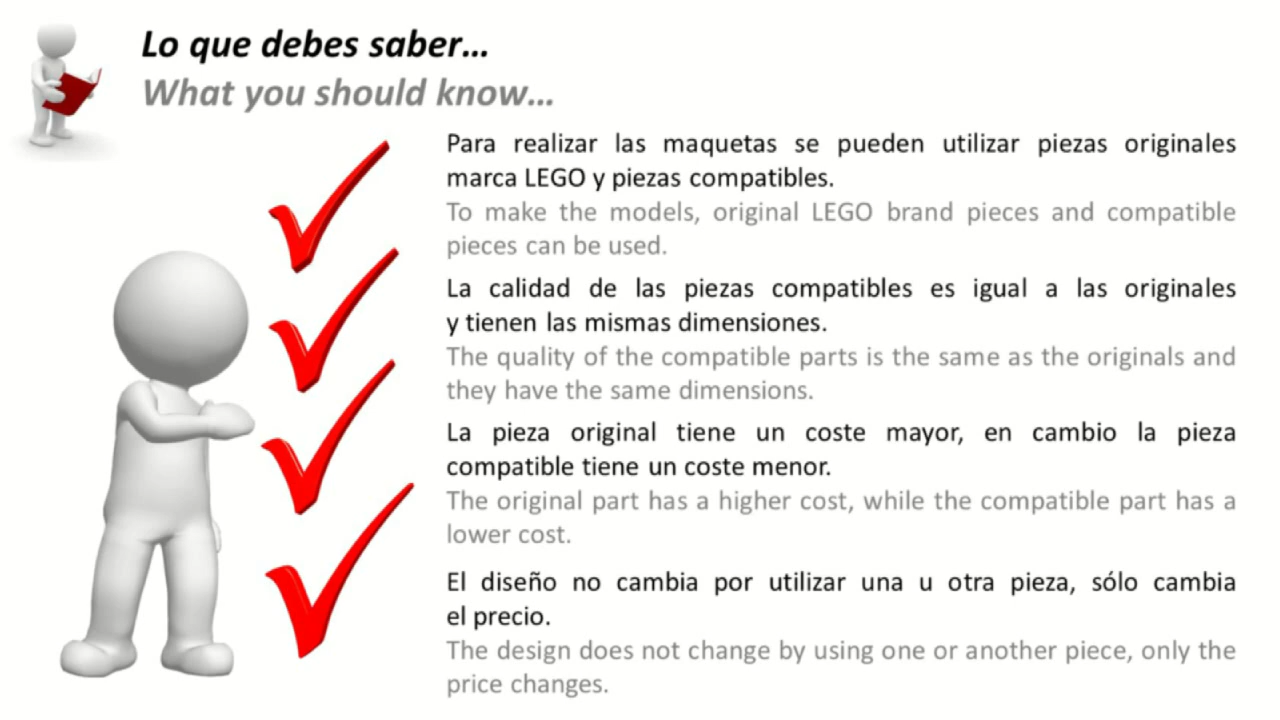 Lo que debes saber...
What you should know...
Para realizar las maquetas se pueden utilizar piezas originales
marca LEGO y piezas compatibles.
To make the models, original LEGO brand pieces and compatible
pieces can be used.
La calidad de las piezas compatibles es igual a las originales
y tienen las mismas dimensiones.
The quality of the compatible parts is the same as the originals and
they have the same dimensions.
La pieza original tiene un coste mayor, en cambio la pieza
compatible tiene un coste menor.
The original part has a higher cost, while the compatible part has a
lower cost.
El diseño no cambia por utilizar una u otra pieza, sólo cambia
el precio.
The design does not change by using one or another piece, only the
price changes.